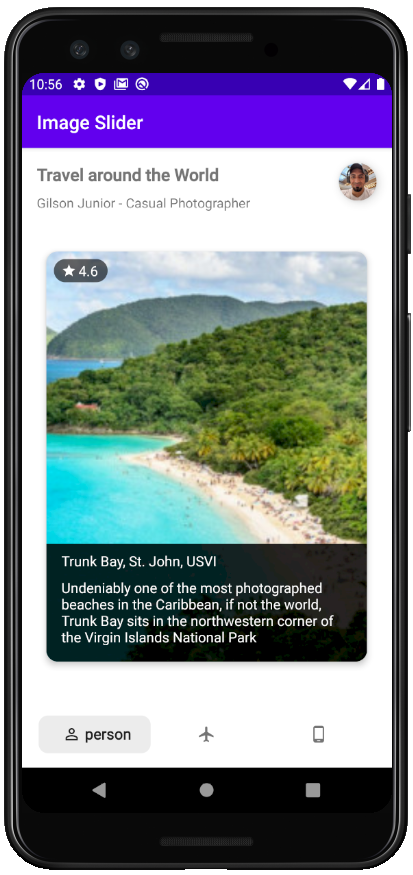 10:56
Image Slider
Travel around the World
Gilson Junior - Casual Photographer
4.6
Trunk Bay, St. John, USVI
Undeniably one of the most photographed
beaches in the Caribbean, if not the world,
Trunk Bay sits in the northwestern corner of
the Virgin Islands National Park
person